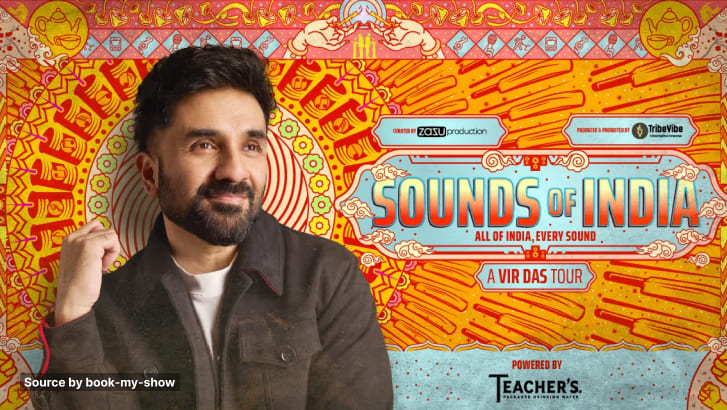 CURATED BY zasu production
PRODUCED & PROMOTED BY TribeVibe
SOUNDS OF INDIA
ALL OF INDIA, EVERY SOUND
A VIR DAS TOUR
POWERED BY
TEACHER'S.
PACKAGED DRINKING WATER
Source by book-my-show